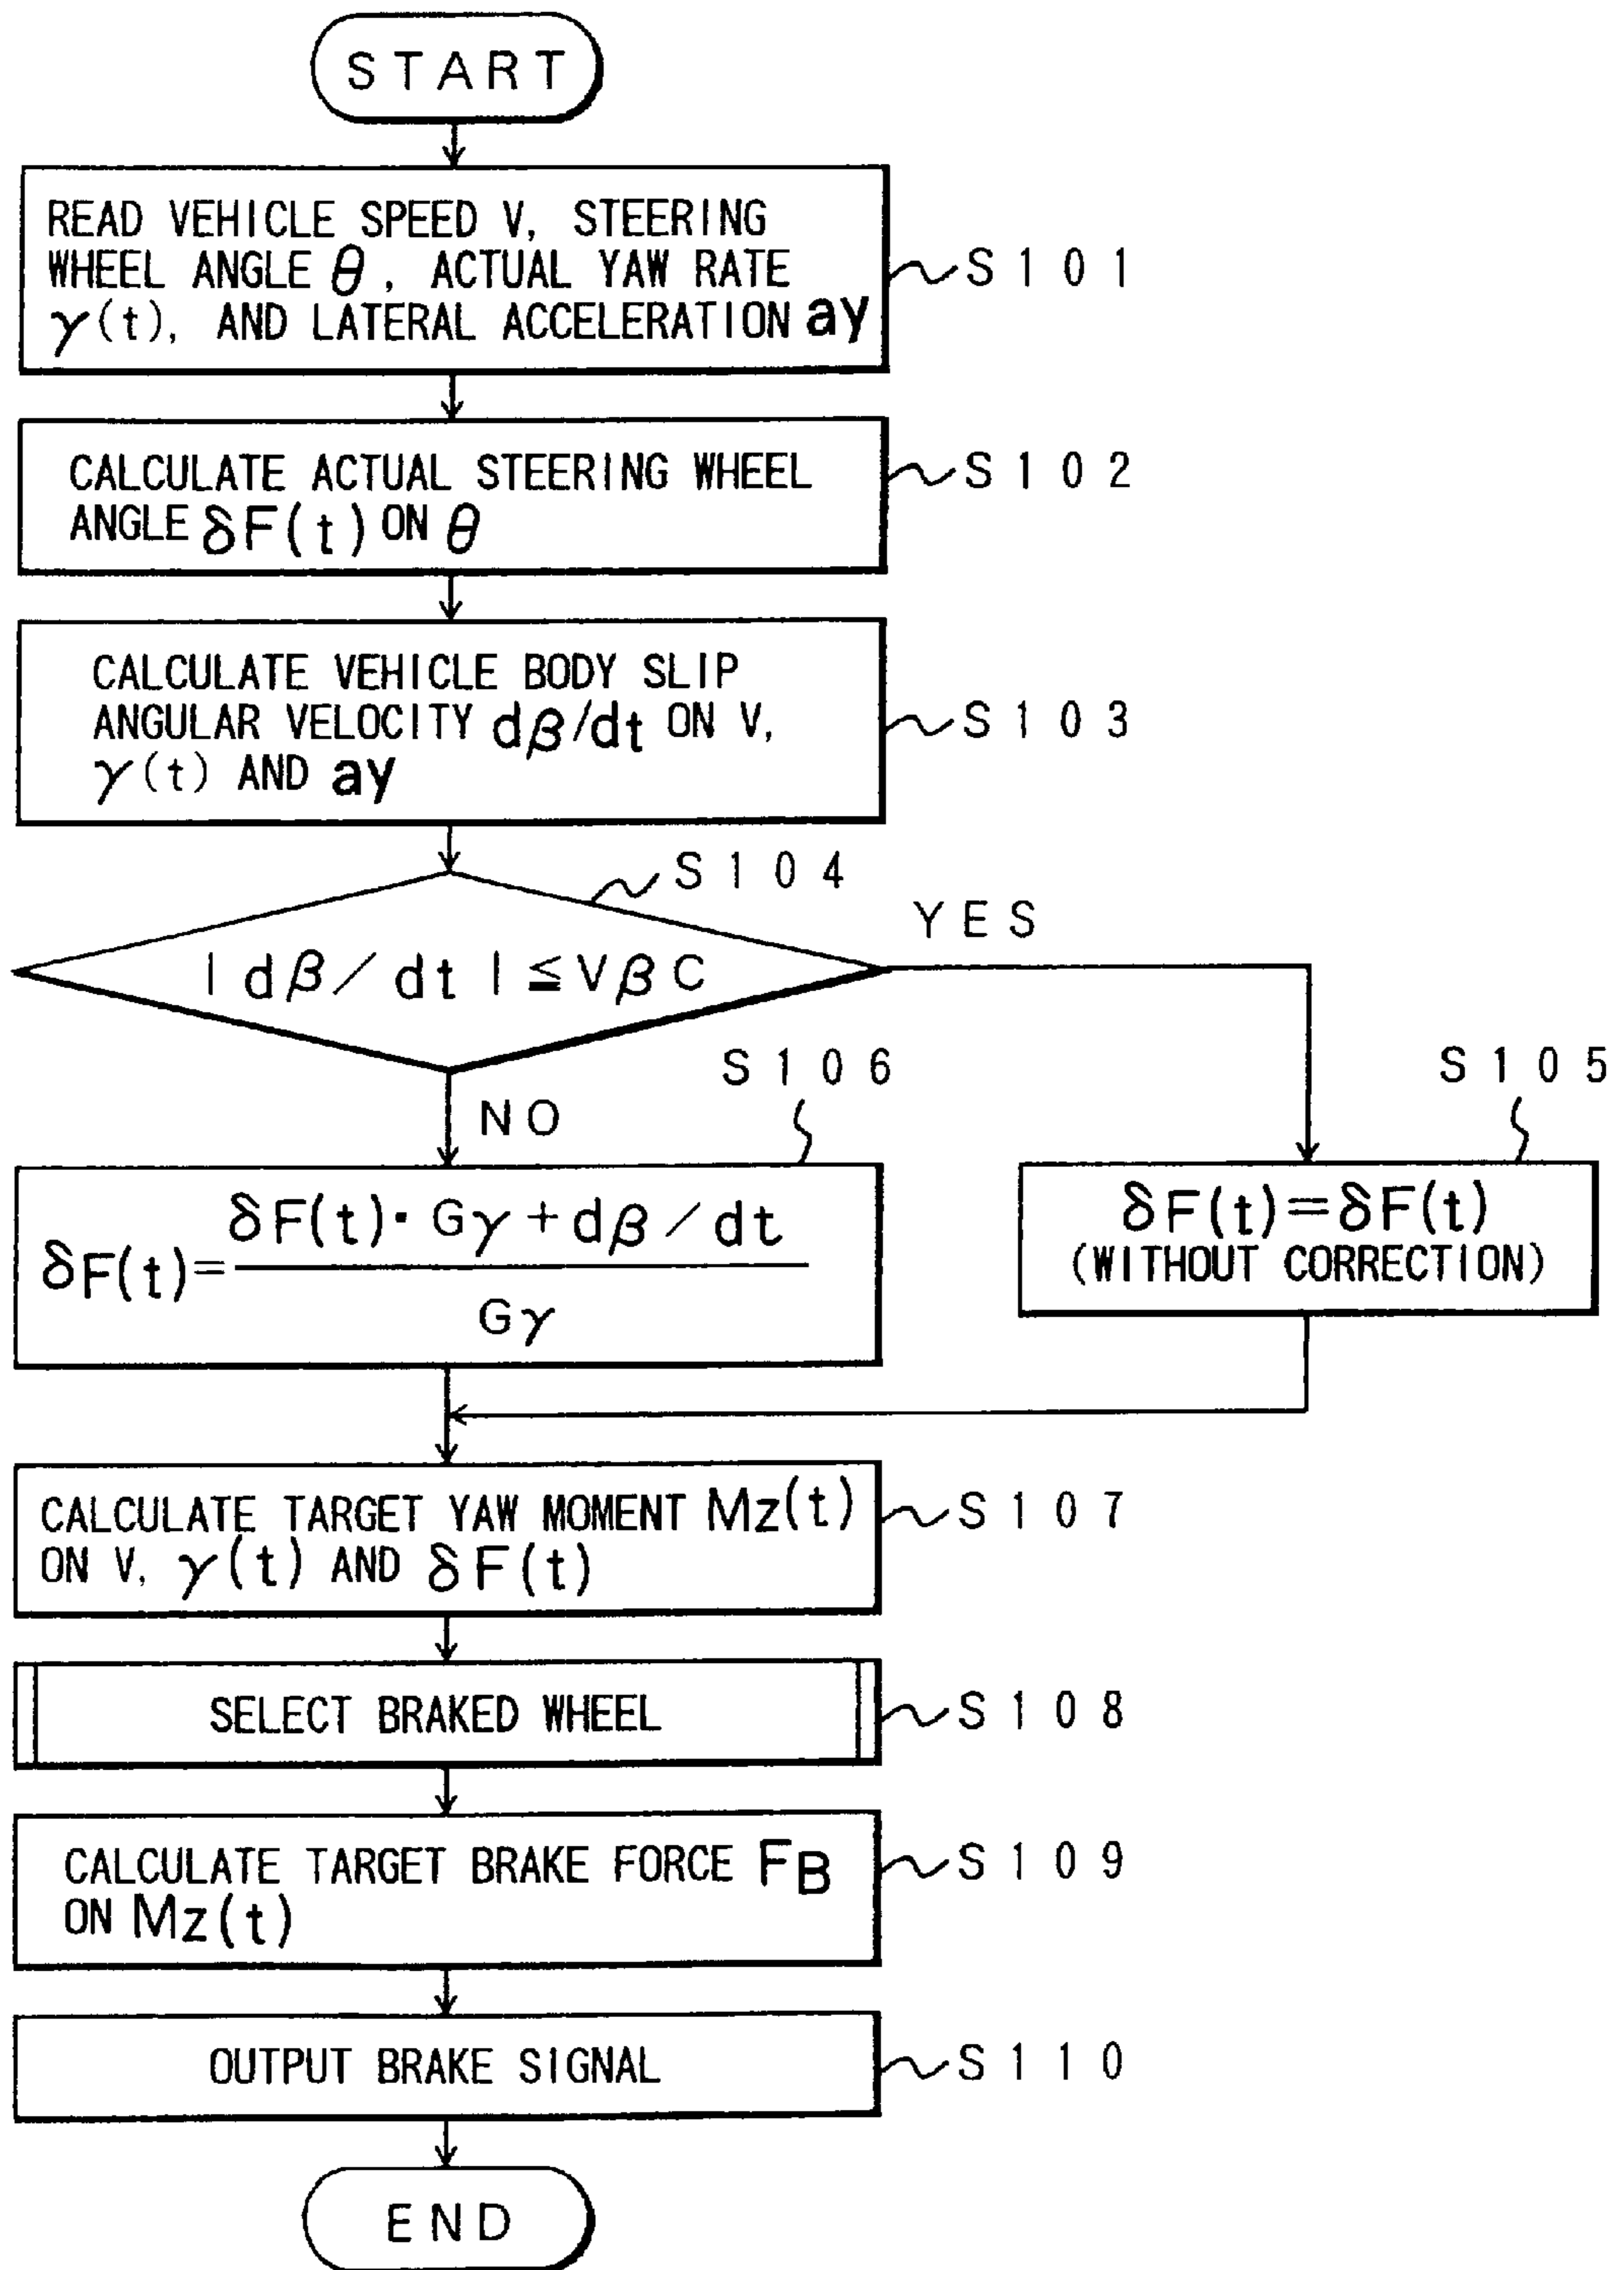 START
READ VEHICLE SPEED V, STEERING
WHEEL ANGLE θ, ACTUAL YAW RATE
γ(t), AND LATERAL ACCELERATION ay
S101
CALCULATE ACTUAL STEERING WHEEL
ANGLE δF(t) ON θ
S102
CALCULATE VEHICLE BODY SLIP
ANGULAR VELOCITY dβ/dt ON V,
γ(t) AND ay
S103
S104
|dβ/dt| ≦ VβC
YES
NO
S106
δF(t)=
δF(t)・Gγ+dβ/dt
Gγ
S105
δF(t)=δF(t)
(WITHOUT CORRECTION)
CALCULATE TARGET YAW MOMENT Mz(t)
ON V, γ(t) AND δF(t)
S107
SELECT BRAKED WHEEL
S108
CALCULATE TARGET BRAKE FORCE FB
ON Mz(t)
S109
OUTPUT BRAKE SIGNAL
S110
END